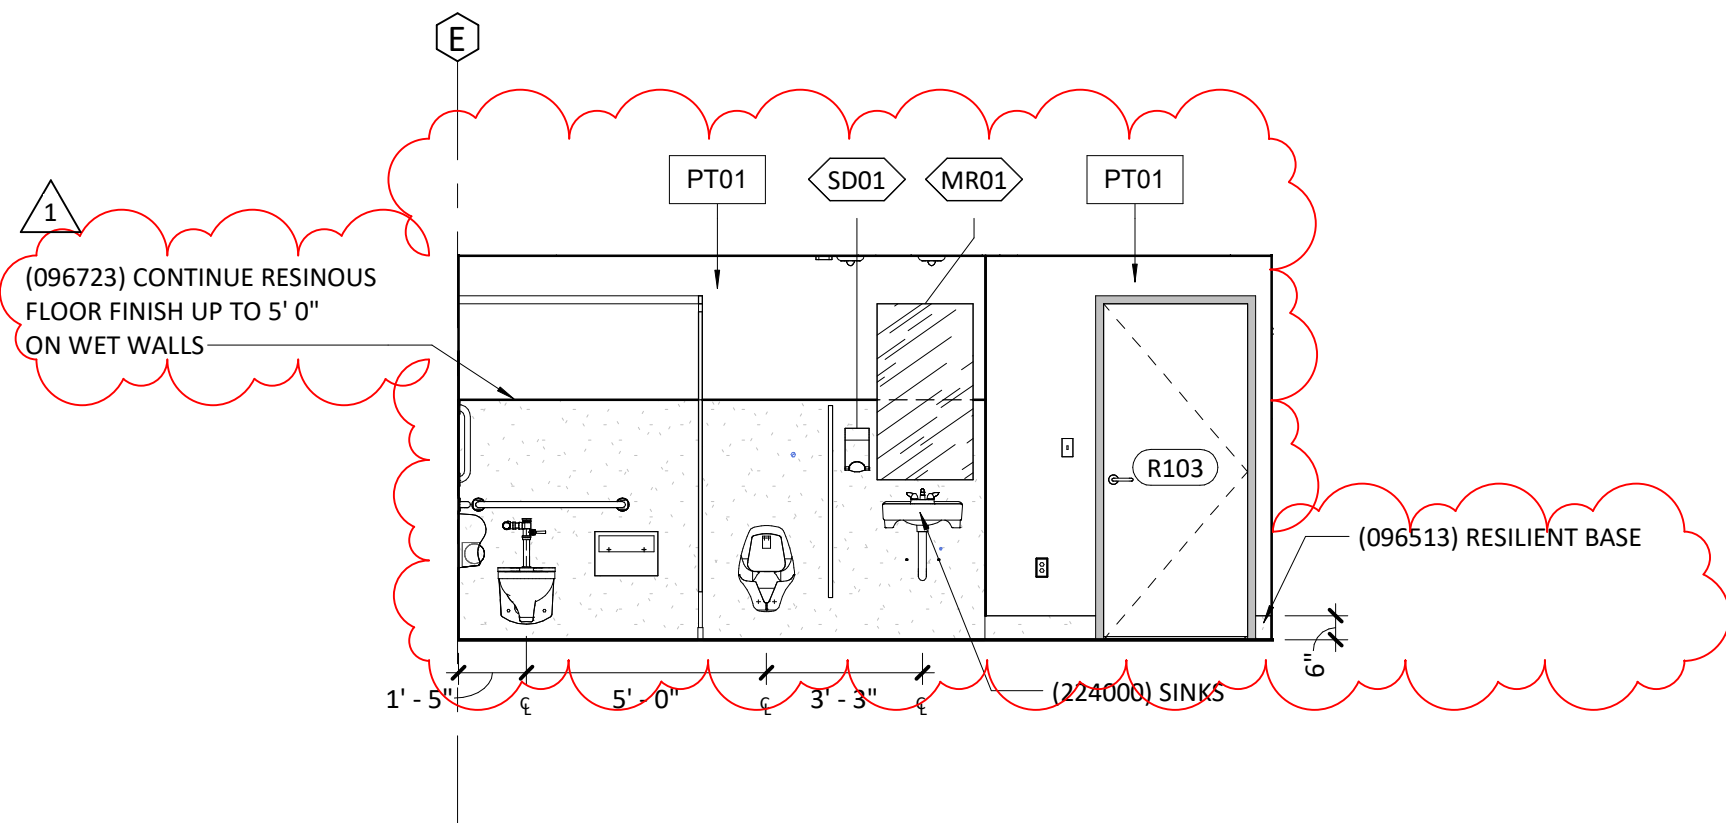 E
PT01
SD01
MR01
PT01
1
(096723) CONTINUE RESINOUS
FLOOR FINISH UP TO 5' 0"
ON WET WALLS
R103
(096513) RESILIENT BASE
6"
1' - 5"
℄
5' - 0"
℄
3' - 3"
℄
(224000) SINKS